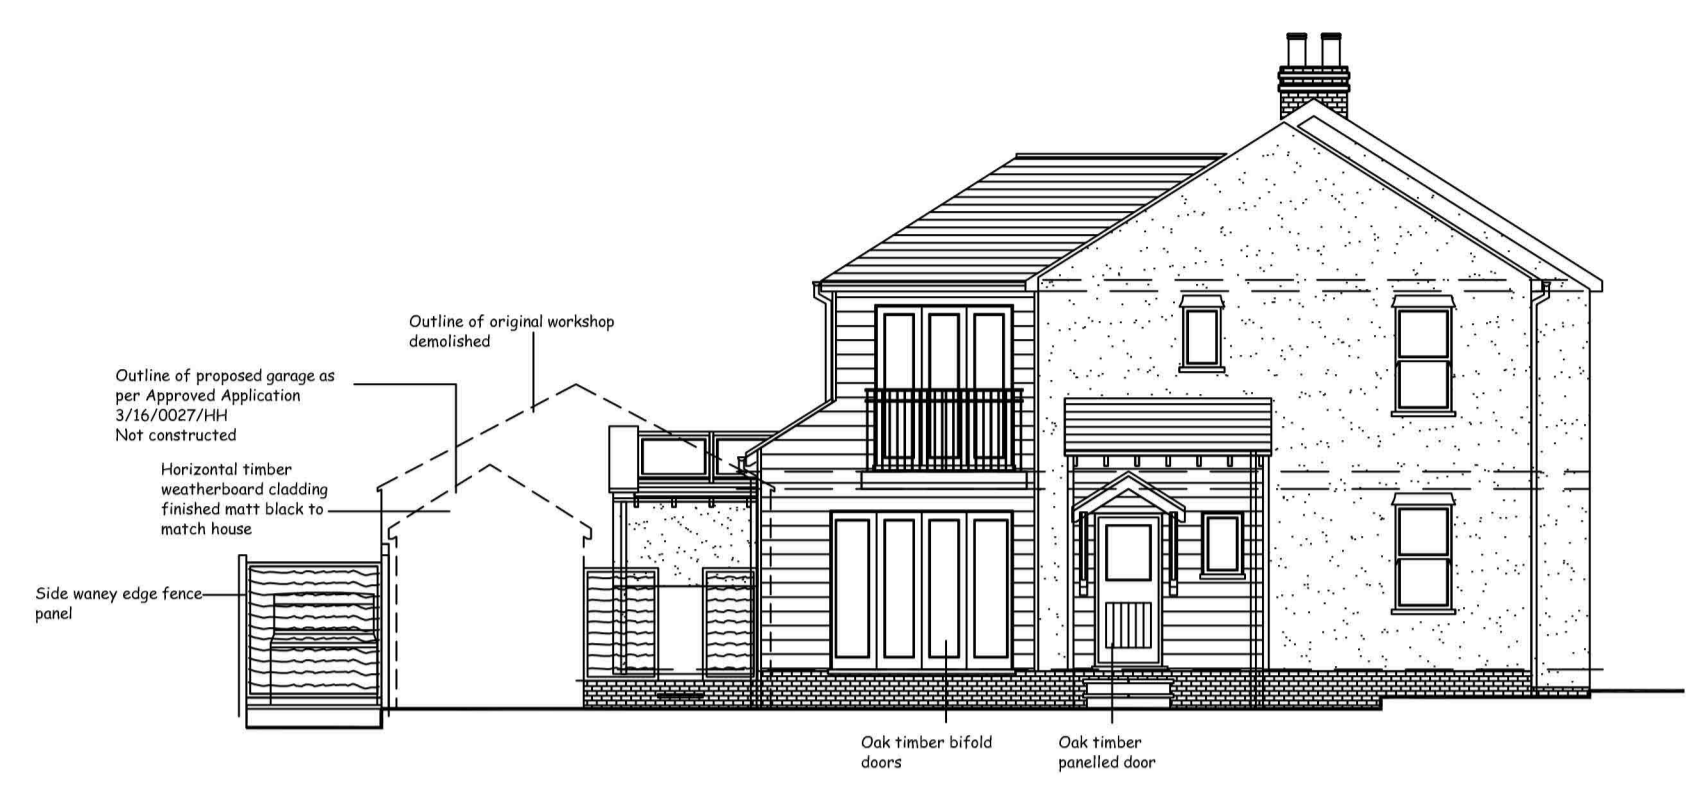 Outline of original workshop
demolished
Outline of proposed garage as
per Approved Application
3/16/0027/HH
Not constructed
Horizontal timber
weatherboard cladding
finished matt black to
match house
Side waney edge fence
panel
Oak timber bifold
doors
Oak timber
panelled door